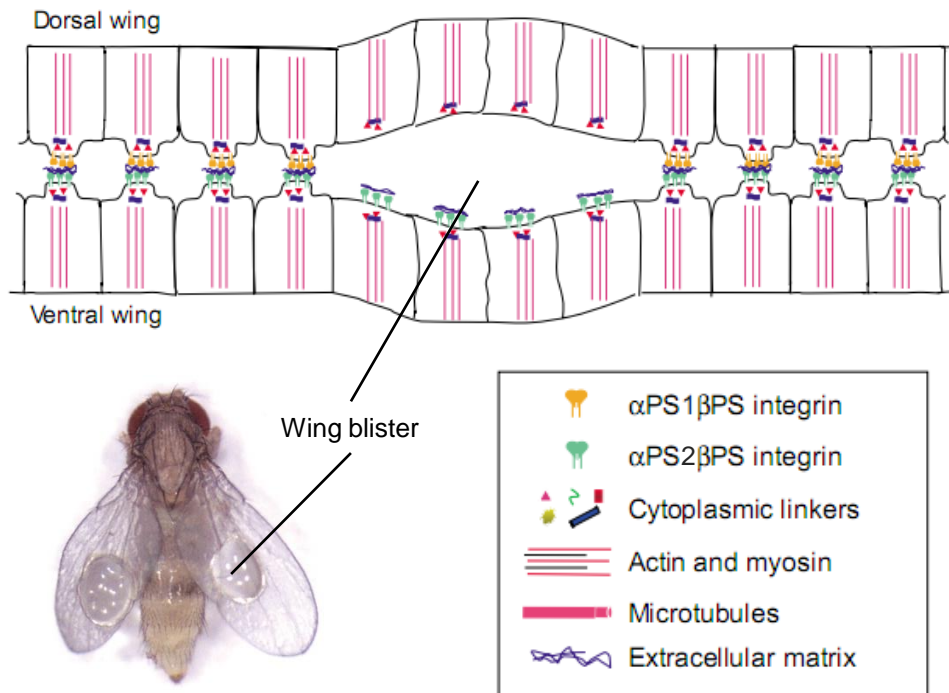 Dorsal wing
Ventral wing
Wing blister
αPS1βPS integrin
αPS2βPS integrin
Cytoplasmic linkers
Actin and myosin
Microtubules
Extracellular matrix